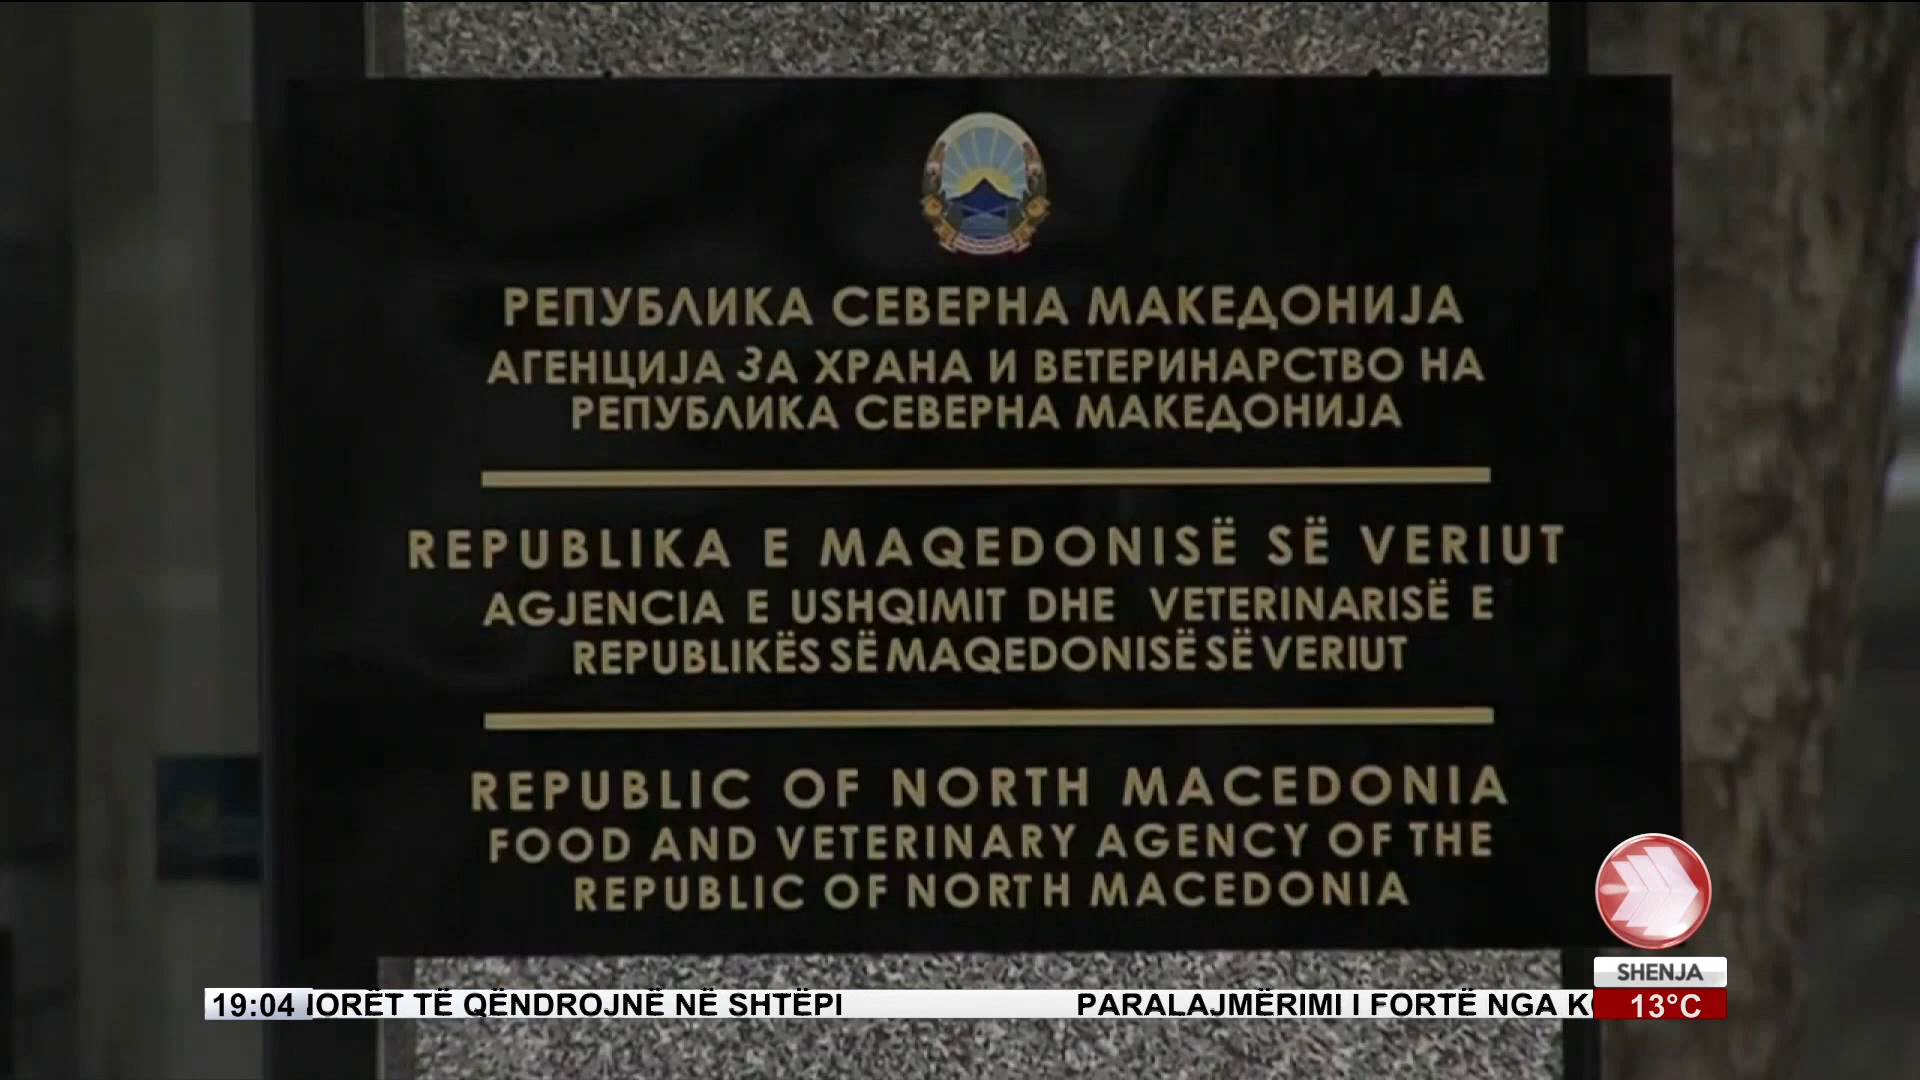 РЕПУБЛИКА СЕВЕРНА МАКЕДОНИЈА
АГЕНЦИЈА ЗА ХРАНА И ВЕТЕРИНАРСТВО НА
РЕПУБЛИКА СЕВЕРНА МАКЕДОНИЈА
REPUBLIKA E MAQEDONISË SË VERIUT
AGJENCIA E USHQIMIT DHE VETERINARISË E
REPUBLIKËS SË MAQEDONISË SË VERIUT
REPUBLIC OF NORTH MACEDONIA
FOOD AND VETERINARY AGENCY OF THE
REPUBLIC OF NORTH MACEDONIA
SHENJA
19:04 TË QËNDROJNË NË SHTËPI PARALAJMËRIMI I FORTË NGA 13°C